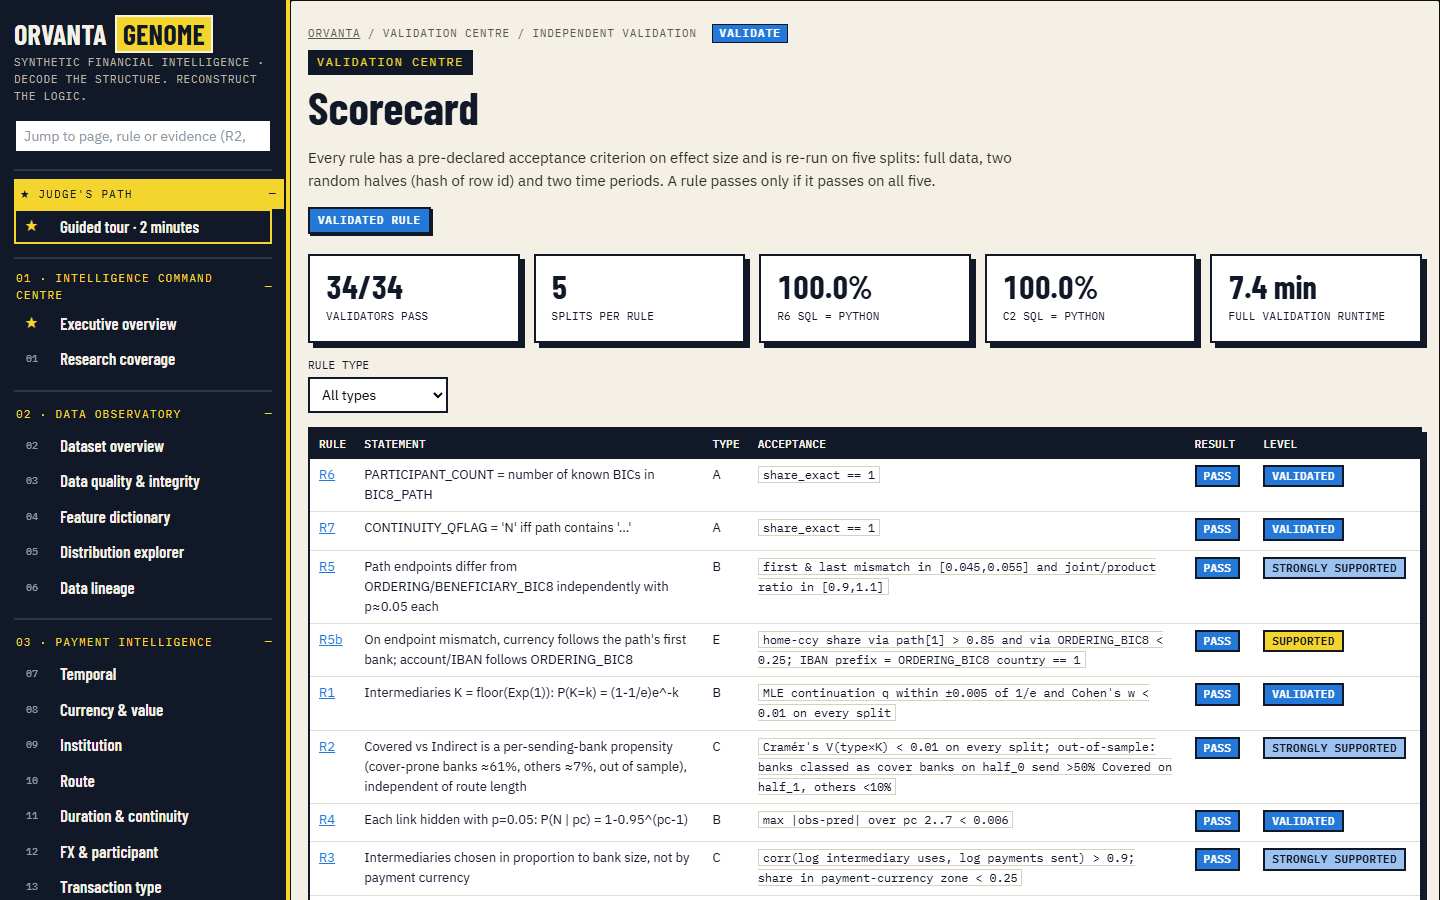 ORVANTA GENOME
SYNTHETIC FINANCIAL INTELLIGENCE ·
DECODE THE STRUCTURE. RECONSTRUCT
THE LOGIC.
Jump to page, rule or evidence (R2,
★ JUDGE'S PATH −
★ Guided tour · 2 minutes
01 · INTELLIGENCE COMMAND
CENTRE −
★ Executive overview
01 Research coverage
02 · DATA OBSERVATORY −
02 Dataset overview
03 Data quality & integrity
04 Feature dictionary
05 Distribution explorer
06 Data lineage
03 · PAYMENT INTELLIGENCE −
07 Temporal
08 Currency & value
09 Institution
10 Route
11 Duration & continuity
12 FX & participant
13 Transaction type
ORVANTA / VALIDATION CENTRE / INDEPENDENT VALIDATION VALIDATE
VALIDATION CENTRE
Scorecard
Every rule has a pre-declared acceptance criterion on effect size and is re-run on five splits: full data, two
random halves (hash of row id) and two time periods. A rule passes only if it passes on all five.
VALIDATED RULE
34/34
VALIDATORS PASS
5
SPLITS PER RULE
100.0%
R6 SQL = PYTHON
100.0%
C2 SQL = PYTHON
7.4 min
FULL VALIDATION RUNTIME
RULE TYPE
All types
RULE STATEMENT TYPE ACCEPTANCE RESULT LEVEL
R6 PARTICIPANT_COUNT = number of known BICs in A share_exact == 1 PASS VALIDATED
BIC8_PATH
R7 CONTINUITY_QFLAG = 'N' iff path contains '...' A share_exact == 1 PASS VALIDATED
R5 Path endpoints differ from B first & last mismatch in [0.045,0.055] and joint/product PASS STRONGLY SUPPORTED
ORDERING/BENEFICIARY_BIC8 independently with ratio in [0.9,1.1]
p≈0.05 each
R5b On endpoint mismatch, currency follows the path's first E home-ccy share via path[1] > 0.85 and via ORDERING_BIC8 < PASS SUPPORTED
bank; account/IBAN follows ORDERING_BIC8 0.25; IBAN prefix = ORDERING_BIC8 country == 1
R1 Intermediaries K = floor(Exp(1)): P(K=k) = (1-1/e)e^-k B MLE continuation q within ±0.005 of 1/e and Cohen's w < PASS VALIDATED
0.01 on every split
R2 Covered vs Indirect is a per-sending-bank propensity C Cramér's V(type×K) < 0.01 on every split; out-of-sample: PASS STRONGLY SUPPORTED
(cover-prone banks ≈61%, others ≈7%, out of sample), banks classed as cover banks on half_0 send >50% Covered on
independent of route length half_1, others <10%
R4 Each link hidden with p=0.05: P(N | pc) = 1-0.95^(pc-1) B max |obs-pred| over pc 2..7 < 0.006 PASS VALIDATED
R3 Intermediaries chosen in proportion to bank size, not by C corr(log intermediary uses, log payments sent) > 0.9; PASS STRONGLY SUPPORTED
payment currency share in payment-currency zone < 0.25